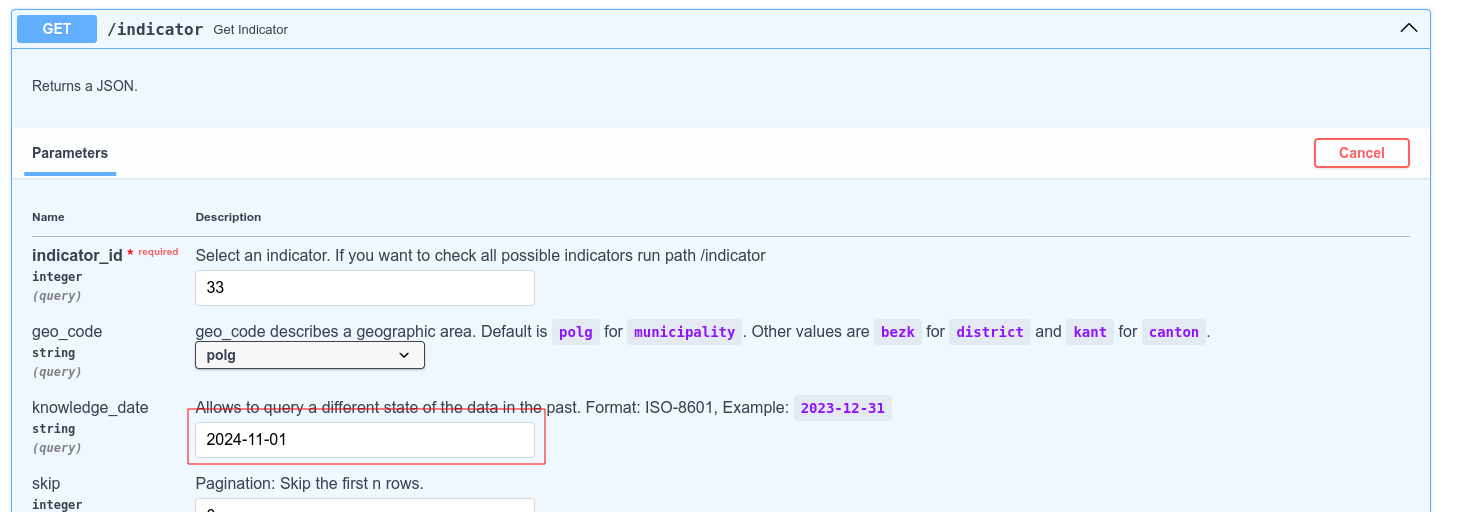 GET /indicator Get Indicator
Returns a JSON.
Parameters Cancel
Name Description
indicator_id * required Select an indicator. If you want to check all possible indicators run path /indicator
integer
(query)
33
geo_code geo_code describes a geographic area. Default is polg for municipality . Other values are bezk for district and kant for canton .
string
(query)
polg
knowledge_date Allows to query a different state of the data in the past. Format: ISO-8601, Example: 2023-12-31
string
(query)
2024-11-01
skip Pagination: Skip the first n rows.
integer